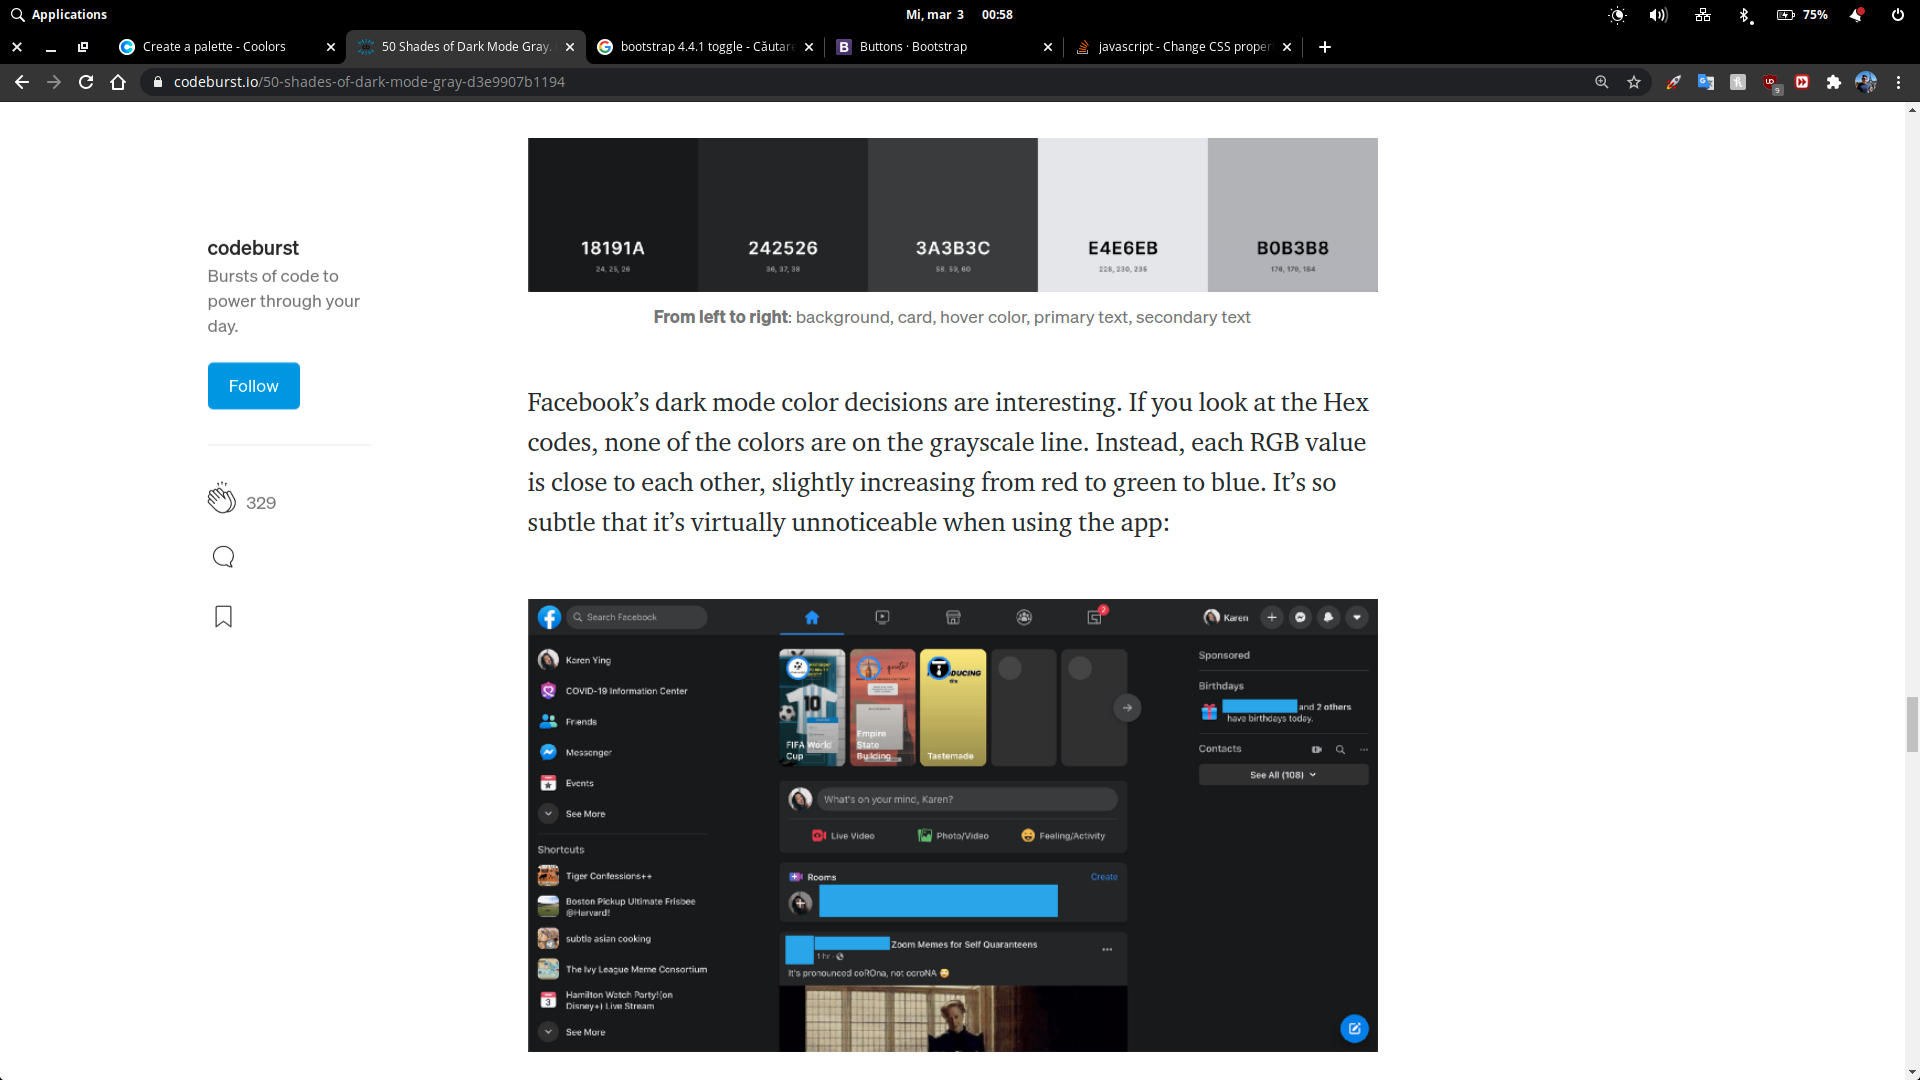 Applications
Mi, mar 3 00:58
75%
Create a palette - Coolors
50 Shades of Dark Mode Gray.
bootstrap 4.4.1 toggle - Căutare
Buttons · Bootstrap
javascript - Change CSS proper
codeburst.io/50-shades-of-dark-mode-gray-d3e9907b1194
9
18191A
242526
3A3B3C
E4E6EB
B0B3B8
24, 25, 26
36, 37, 38
58, 59, 60
228, 230, 235
176, 179, 184
From left to right: background, card, hover color, primary text, secondary text
codeburst
Bursts of code to
power through your
day.
Follow
329
Facebook’s dark mode color decisions are interesting. If you look at the Hex
codes, none of the colors are on the grayscale line. Instead, each RGB value
is close to each other, slightly increasing from red to green to blue. It’s so
subtle that it’s virtually unnoticeable when using the app:
Search Facebook
2
Karen
Karen Ying
COVID-19 Information Center
Friends
Messenger
Events
See More
Shortcuts
Tiger Confessions++
Boston Pickup Ultimate Frisbee
@Harvard!
subtle asian cooking
The Ivy League Meme Consortium
Hamilton Watch Party!(on
Disney+) Live Stream
3
See More
10
FIFA World
Cup
Empire
State
Building
Tastemade
What's on your mind, Karen?
Live Video
Photo/Video
Feeling/Activity
Rooms
Create
Zoom Memes for Self Quaranteens
1 hr ·
It's pronounced coROna, not coroNA
Sponsored
Birthdays
and 2 others
have birthdays today.
Contacts
See All (108)